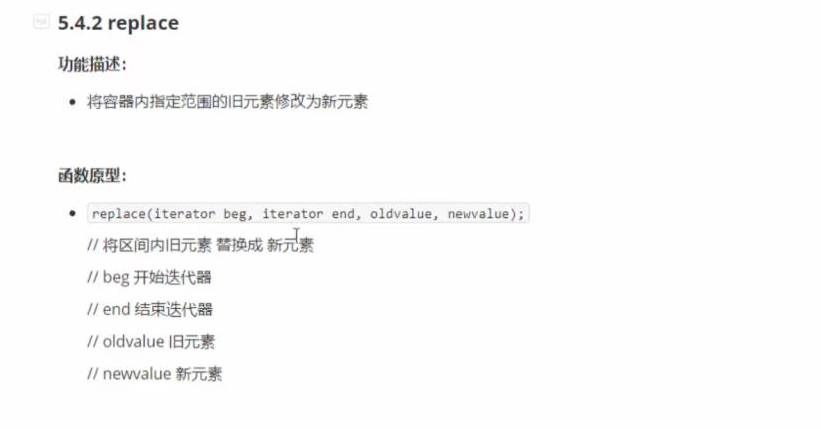 5.4.2 replace
功能描述：
将容器内指定范围的旧元素修改为新元素
函数原型：
replace(iterator beg, iterator end, oldvalue, newvalue);
// 将区间内旧元素 替换成 新元素
// beg 开始迭代器
// end 结束迭代器
// oldvalue 旧元素
// newvalue 新元素